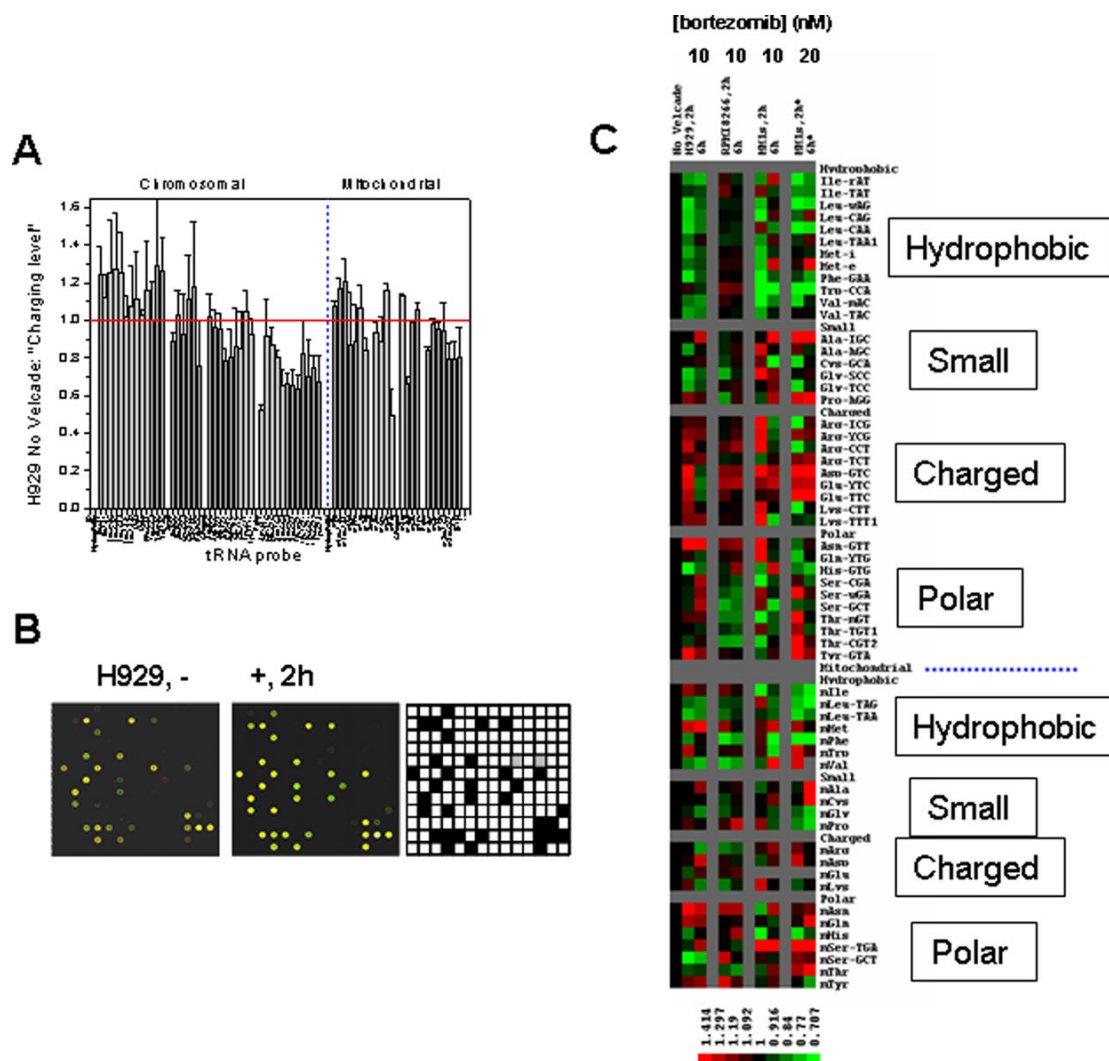 A
Chromosomal
Mitochondrial
H929 No Velcade: "Charging level"
1.6
1.4
1.2
1.0
0.8
0.6
0.4
0.2
0.0
tRNA probe
B
H929, -
+, 2h
C
[bortezomib] (nM)
10
10
10
20
No Velcade
H929,2h
6h
RPMI8266,2h
6h
MM1s,2h
6h
MM1s,2h*
6h*
Hydrophobic
Ile-rAT
Ile-TAT
Leu-wAG
Leu-CAG
Leu-CAA
Leu-TAA1
Met-i
Met-e
Phe-GAA
Trp-CCA
Val-mAC
Val-TAC
Small
Ala-IGC
Ala-hGC
Cys-GCA
Gly-SCC
Gly-TCC
Pro-hGG
Charged
Arg-ICG
Arg-YCG
Arg-CCT
Arg-TCT
Asp-GTC
Glu-YTC
Glu-TTC
Lys-CTT
Lys-TTT1
Polar
Asn-GTT
Gln-YTG
His-GTG
Ser-CGA
Ser-wGA
Ser-GCT
Thr-mGT
Thr-TGT1
Thr-CGT2
Tyr-GTA
Mitochondrial
Hydrophobic
mIle
mLeu-TAG
mLeu-TAA
mMet
mPhe
mTrp
mVal
Small
mAla
mCys
mGly
mPro
Charged
mArg
mAsp
mGlu
mLys
Polar
mAsn
mGln
mHis
mSer-TGA
mSer-GCT
mThr
mTyr
Hydrophobic
Small
Charged
Polar
Hydrophobic
Small
Charged
Polar
1.414
1.297
1.19
1.092
1
0.916
0.84
0.77
0.707